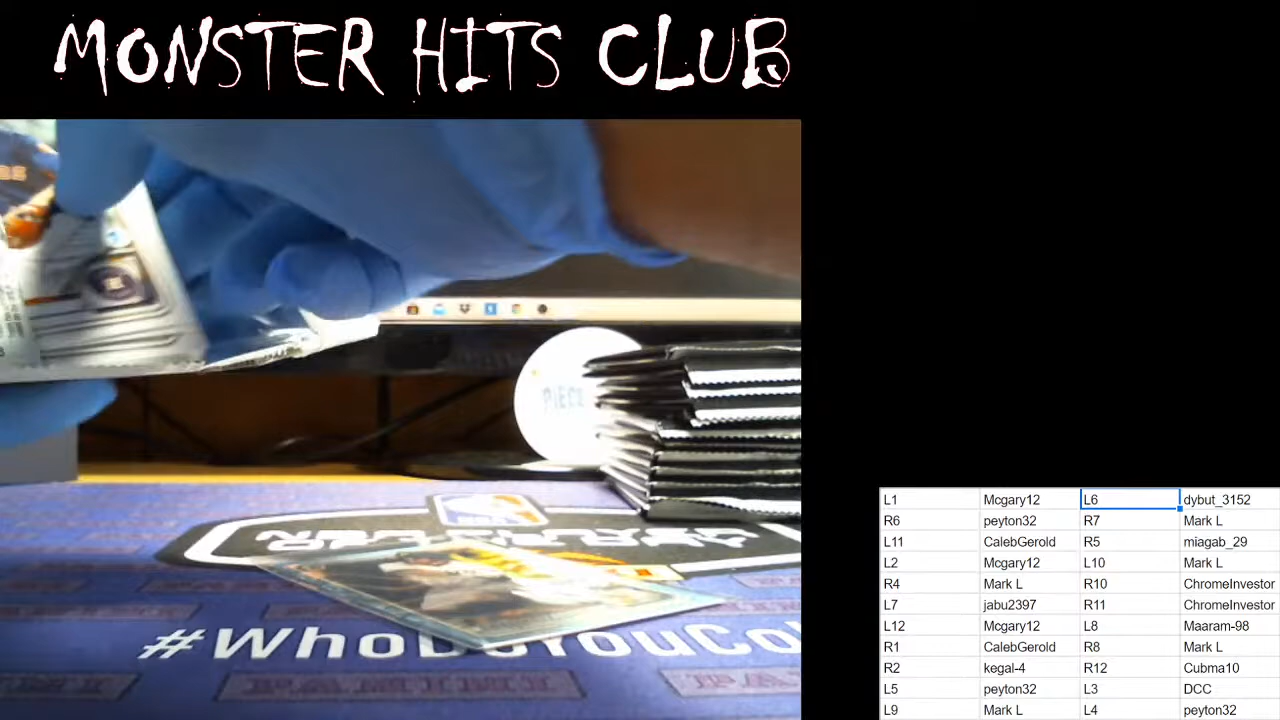 MONSTER HITS CLUB
PIECE
#WhoDoYouCo
L1 Mcgary12 L6 dybut_3152
R6 peyton32 R7 Mark L
L11 CalebGerold R5 miagab_29
L2 Mcgary12 L10 Mark L
R4 Mark L R10 ChromeInvestor
L7 jabu2397 R11 ChromeInvestor
L12 Mcgary12 L8 Maaram-98
R1 CalebGerold R8 Mark L
R2 kegal-4 R12 Cubma10
L5 peyton32 L3 DCC
L9 Mark L L4 peyton32